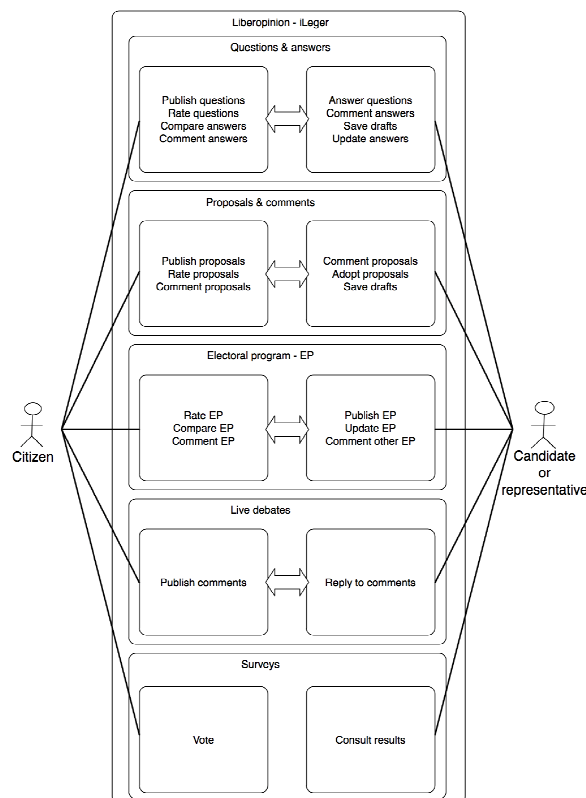 Liberopinion - iLeger
Questions & answers
Publish questions
Rate questions
Compare answers
Comment answers
Answer questions
Comment answers
Save drafts
Update answers
Proposals & comments
Publish proposals
Rate proposals
Comment proposals
Comment proposals
Adopt proposals
Save drafts
Electoral program - EP
Rate EP
Compare EP
Comment EP
Publish EP
Update EP
Comment other EP
Citizen
Candidate
or
representative
Live debates
Publish comments
Reply to comments
Surveys
Vote
Consult results